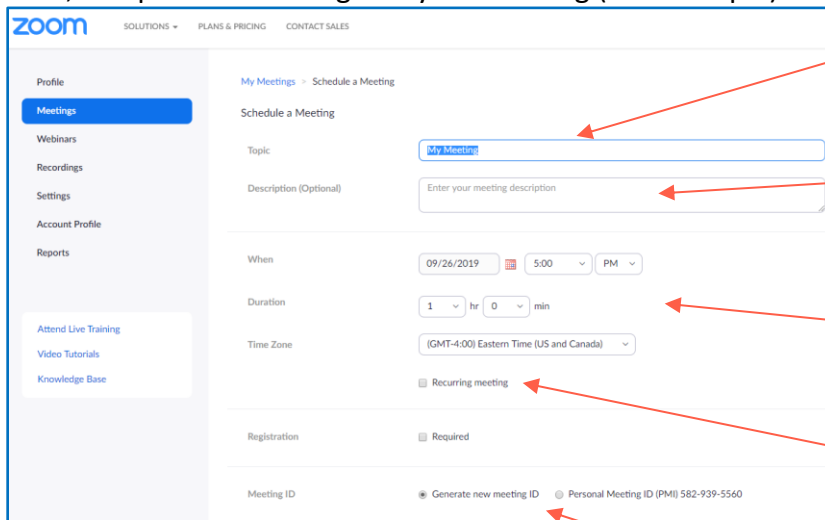 zoom SOLUTIONS PLANS & PRICING CONTACT SALES
Profile
Meetings
Webinars
Recordings
Settings
Account Profile
Reports
Attend Live Training
Video Tutorials
Knowledge Base
My Meetings > Schedule a Meeting
Schedule a Meeting
Topic My Meeting
Description (Optional) Enter your meeting description
When 09/26/2019 5:00 PM
Duration 1 hr 0 min
Time Zone (GMT-4:00) Eastern Time (US and Canada)
Recurring meeting
Registration Required
Meeting ID Generate new meeting ID Personal Meeting ID (PMI) 582-939-5560